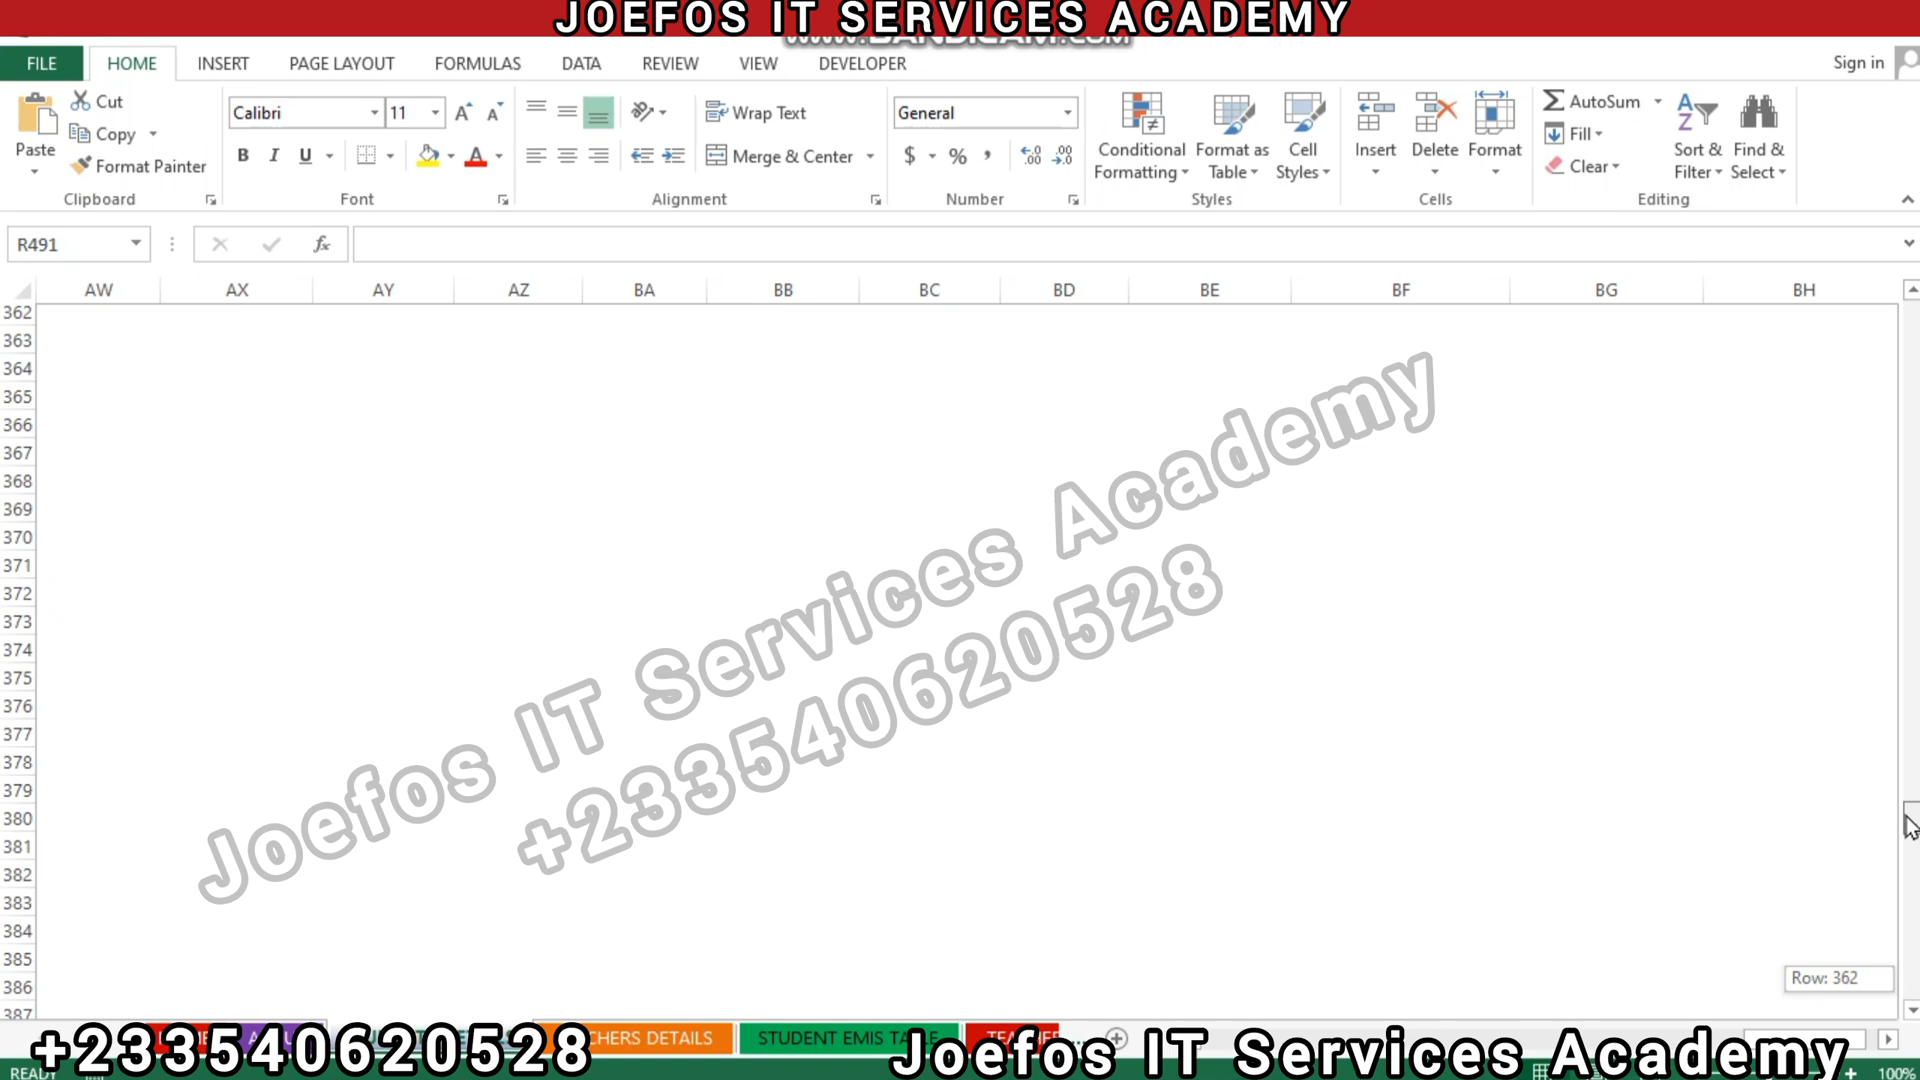 JOEFOS IT SERVICES ACADEMY
FILE HOME INSERT PAGE LAYOUT FORMULAS DATA REVIEW VIEW DEVELOPER Sign in
Paste Cut Copy Format Painter
Calibri 11
B I U A
Wrap Text
Merge & Center
General
$ % ,
Conditional Formatting
Format as Table
Cell Styles
Insert Delete Format
AutoSum
Fill
Clear
Sort & Filter
Find & Select
Clipboard Font Alignment Number Styles Cells Editing
R491 fx
AW AX AY AZ BA BB BC BD BE BF BG BH
362
363
364
365
366
367
368
369
370
371
372
373
374
375
376
377
378
379
380
381
382
383
384
385
386
387
Joefos IT Services Academy
+233540620528
Row: 362
CHERS DETAILS STUDENT EMIS
+233540620528
Joefos IT Services Academy
READY 100%